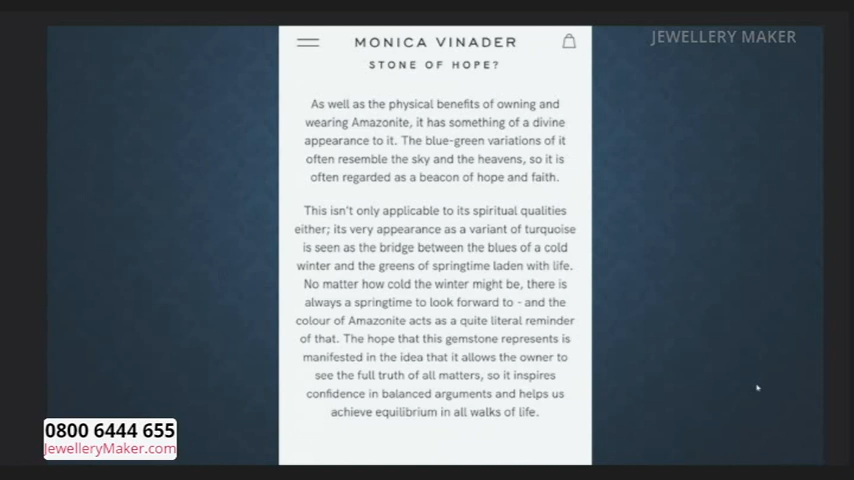 JEWELLERY MAKER
MONICA VINADER
STONE OF HOPE?
As well as the physical benefits of owning and
wearing Amazonite, it has something of a divine
appearance to it. The blue-green variations of it
often resemble the sky and the heavens, so it is
often regarded as a beacon of hope and faith.
This isn't only applicable to its spiritual qualities
either; its very appearance as a variant of turquoise
is seen as the bridge between the blues of a cold
winter and the greens of springtime laden with life.
No matter how cold the winter might be, there is
always a springtime to look forward to - and the
colour of Amazonite acts as a quite literal reminder
of that. The hope that this gemstone represents is
manifested in the idea that it allows the owner to
see the full truth of all matters, so it inspires
confidence in balanced arguments and helps us
achieve equilibrium in all walks of life.
0800 6444 655
JewelleryMaker.com